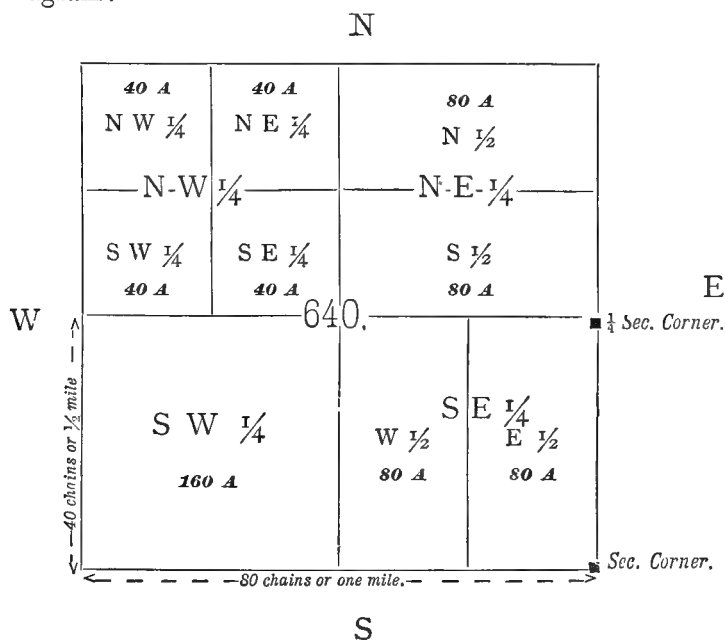 N
40 A 40 A 80 A
N W ¼ N E ¼ N ½
N-W ¼ N-E-¼
S W ¼ S E ¼ S ½
40 A 40 A 80 A
E
W 640. ¼ Sec. Corner.
40 chains or ½ mile
S W ¼ S E ¼
W ½ E ½
160 A 80 A 80 A
Sec. Corner.
80 chains or one mile.
S